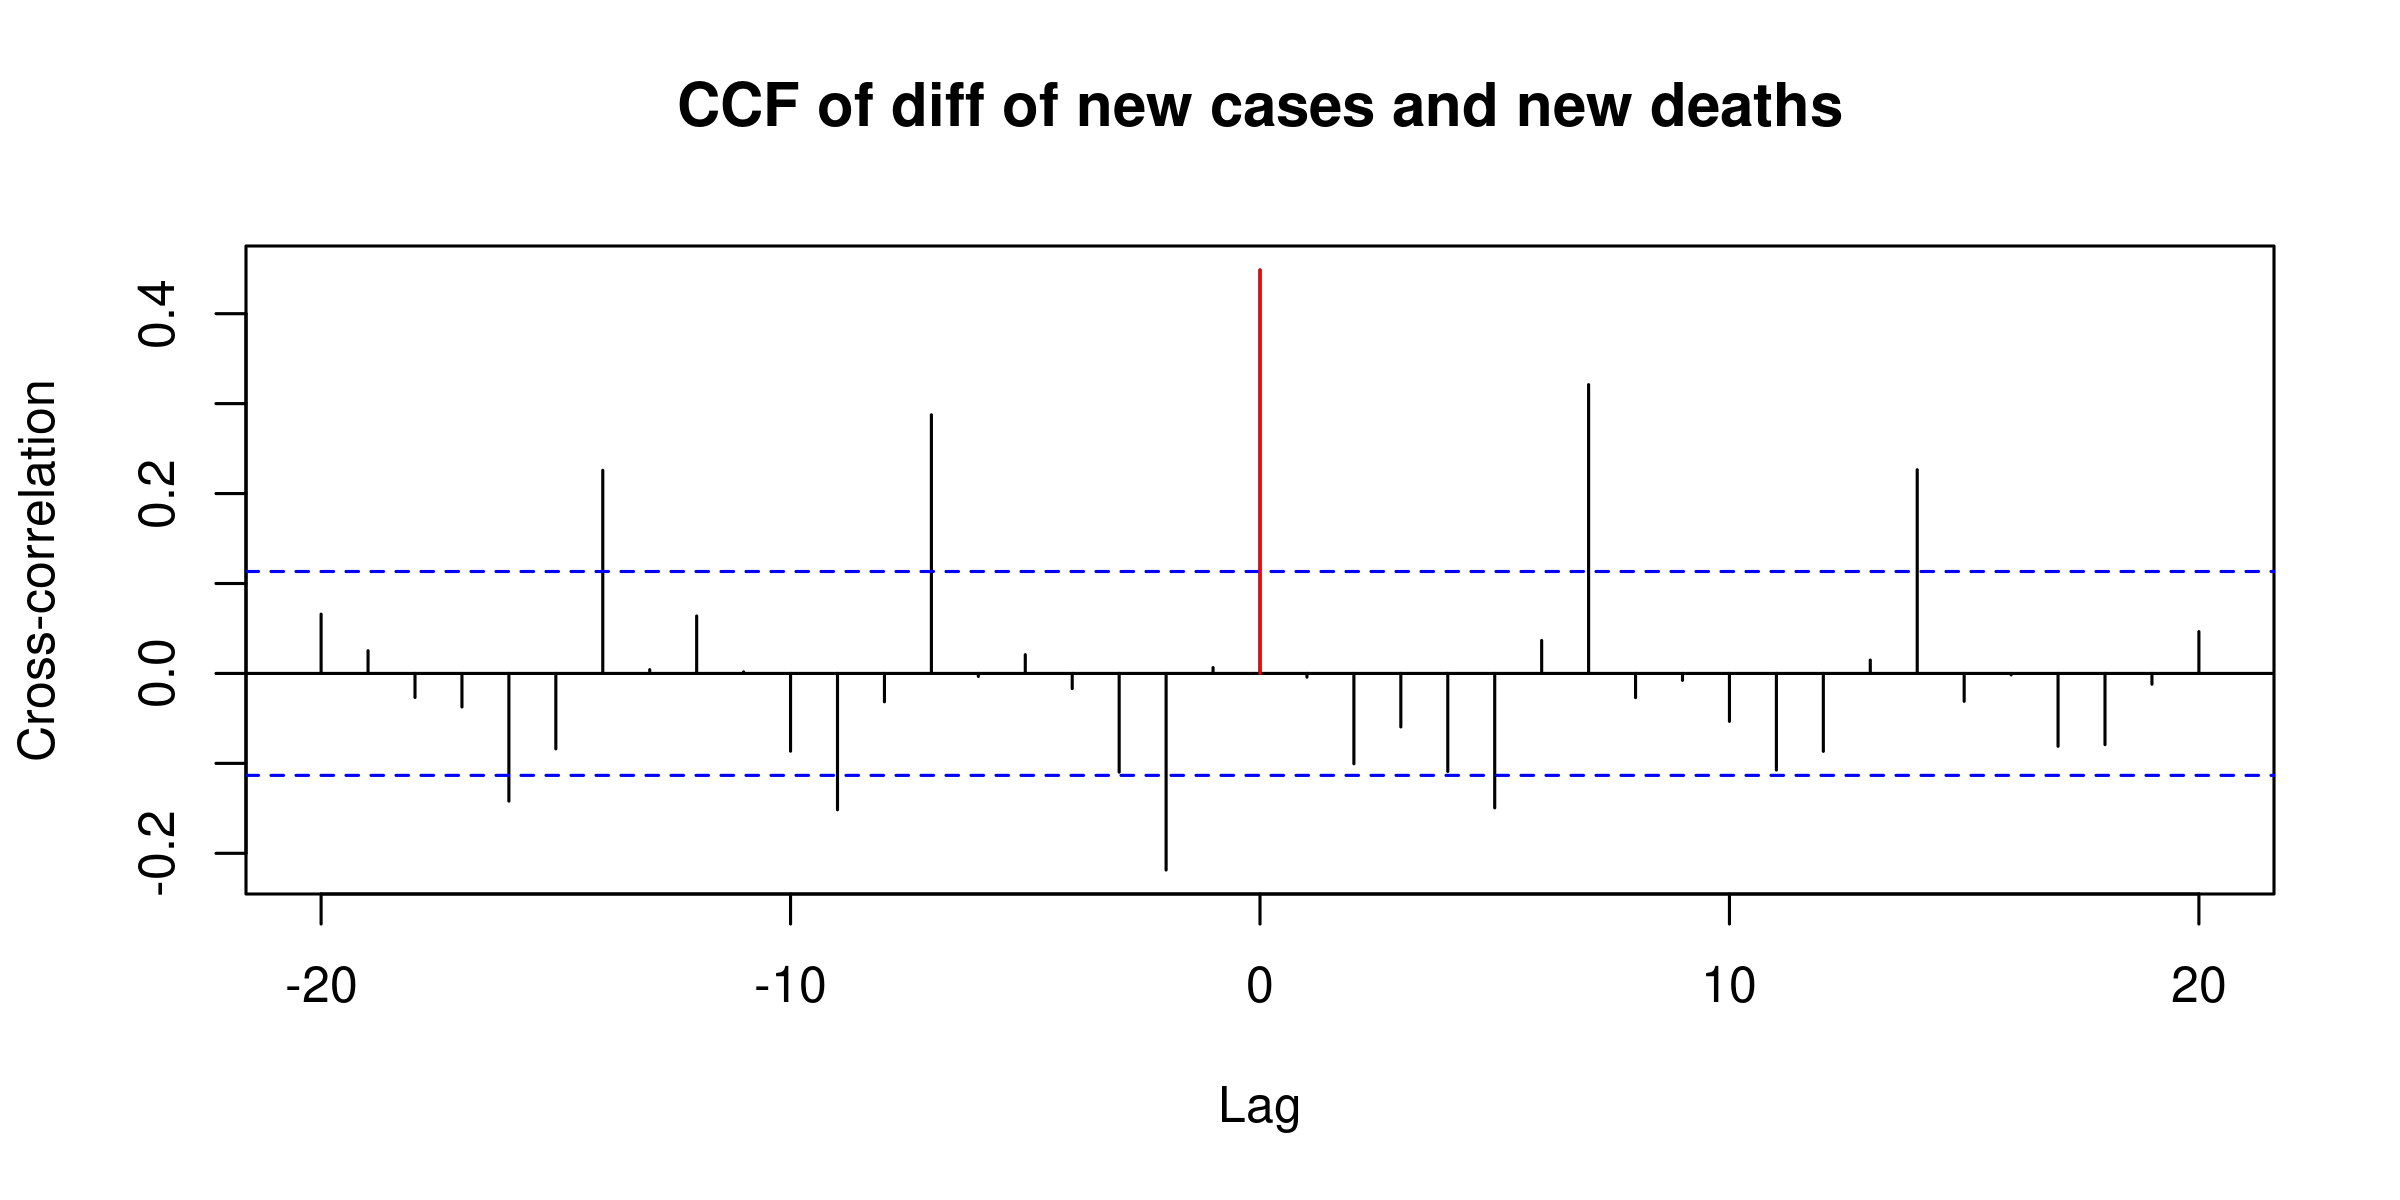 CCF of diff of new cases and new deaths
Cross-correlation
0.4
0.2
0.0
-0.2
-20 -10 0 10 20
Lag